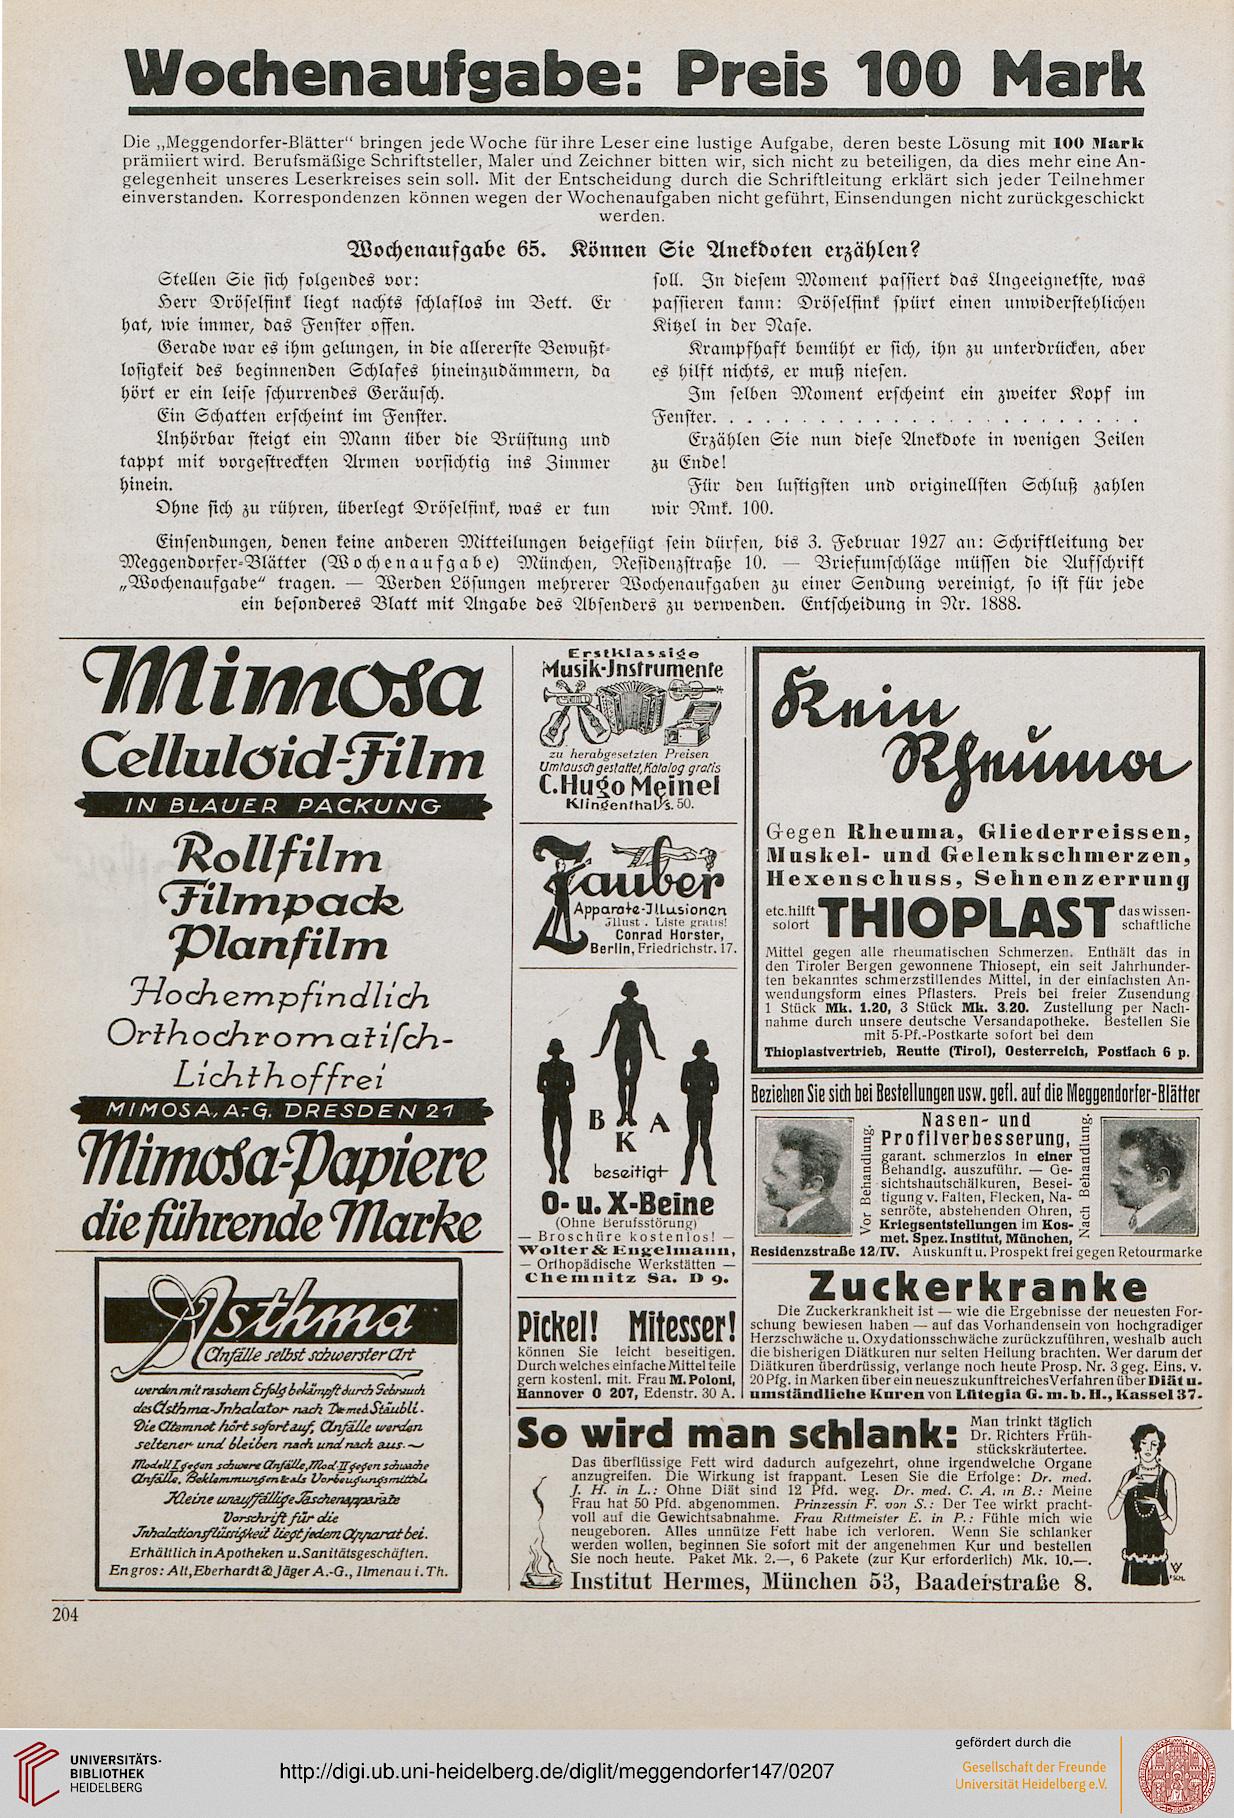 Wochenaufgabe: Preis 100 Mark
Die „Meggendorfer-Blätter“ bringen jede Woche für ihre Leser eine lustige Aufgabe, deren beste Lösung mit 100 Mark
prämiiert wird. Berufsmäßige Schriftsteller, Maler und Zeichner bitten wir, sich nicht zu beteiligen, da dies mehr eine An-
gelegenheit unseres Leserkreises sein soll. Mit der Entscheidung durch die Schriftleitung erklärt sich jeder Teilnehmer
einverstanden. Korrespondenzen können wegen der Wochenaufgaben nicht geführt, Einsendungen nicht zurückgeschickt
werden.
Wochenaufgabe 65. Können Sie Anekdoten erzählen?
Stellen Sie sich folgendes vor:
Herr Dröselfink liegt nachts schlaflos im Bett. Er
hat, wie immer, das Fenster offen.
Gerade war es ihm gelungen, in die allererste Bewußt-
losigkeit des beginnenden Schlafes hineinzudämmern, da
hört er ein leise schurrendes Geräusch.
Ein Schatten erscheint im Fenster.
Unhörbar steigt ein Mann über die Brüstung und
tappt mit vorgestreckten Armen vorsichtig ins Zimmer
hinein.
Ohne sich zu rühren, überlegt Dröselfink, was er tun
soll. In diesem Moment passiert das Ungeeignetste, was
passieren kann: Dröselfink spürt einen unwiderstehlichen
Kitzel in der Nase.
Krampfhaft bemüht er sich, ihn zu unterdrücken, aber
es hilft nichts, er muß niesen.
Im selben Moment erscheint ein zweiter Kopf im
Fenster. . . . . . . . . . . . . . . . . . . . . . . .
Erzählen Sie nun diese Anekdote in wenigen Zeilen
zu Ende!
Für den lustigsten und originellsten Schluß zahlen
wir Rmk. 100.
Einsendungen, denen keine anderen Mitteilungen beigefügt sein dürfen, bis 3. Februar 1927 an: Schriftleitung der
Meggendorfer-Blätter (Wochenaufgabe) München, Residenzstraße 10. — Briefumschläge müssen die Aufschrift
„Wochenaufgabe“ tragen. — Werden Lösungen mehrerer Wochenaufgaben zu einer Sendung vereinigt, so ist für jede
ein besonderes Blatt mit Angabe des Absenders zu verwenden. Entscheidung in Nr. 1888.
Mimosa
Celluloid-Film
IN BLAUER PACKUNG
Rollfilm
Filmpack
Planfilm
Hochempfindlich
Orthochromatisch-
Lichthoffrei
MIMOSA, A.-G. DRESDEN 21
Mimosa-Papiere
die führende Marke
Asthma
Anfälle selbst schwerster Art
werden mit raschem Erfolg bekämpft durch Gebrauch
des Asthma-Inhalator nach Dr. med. Stäubli.
Die Atemnot hört sofort auf, Anfälle werden
seltener und bleiben nach und nach aus.
Modell I gegen schwere Anfälle, Mod. II gegen schwache
Anfälle, Beklemmungen & als Vorbeugungsmittel
Kleine unauffällige Taschenapparate
Vorschrift für die
Inhalationsflüssigkeit liegt jedem Apparat bei.
Erhältlich in Apotheken u. Sanitätsgeschäften.
Engros: Alt, Eberhardt & Jäger A.-G., Ilmenau i. Th.
Erstklassige
Musik-Jnstrumente
zu herabgesetzten Preisen
Umtausch gestattet, Katalog gratis
C. Hugo Meinel
Klingenthal/s. 50.
Zauber
Apparate-Jllusionen
Jllust. Liste gratis!
Conrad Horster,
Berlin, Friedrichstr. 17.
B K A
beseitigt
O- u. X-Beine
(Ohne Berufsstörung)
— Broschüre kostenlos! —
Wolter & Engelmann,
— Orthopädische Werkstätten —
Chemnitz Sa. D 9.
Pickel! Mitesser!
können Sie leicht beseitigen.
Durch welches einfache Mittel teile
gern kostenl. mit. Frau M. Poloni,
Hannover O 207, Edenstr. 30 A.
Kein
Rheuma
Gegen Rheuma, Gliederreissen,
Muskel- und Gelenkschmerzen,
Hexenschuss, Sehnenzerrung
etc. hilft sofort THIOPLAST das wissen-
schaftliche
Mittel gegen alle rheumatischen Schmerzen. Enthält das in
den Tiroler Bergen gewonnene Thiosept, ein seit Jahrhunder-
ten bekanntes schmerzstillendes Mittel, in der einfachsten An-
wendungsform eines Pflasters. Preis bei freier Zusendung
1 Stück Mk. 1.20, 3 Stück Mk. 3.20. Zustellung per Nach-
nahme durch unsere deutsche Versandapotheke. Bestellen Sie
mit 5-Pf.-Postkarte sofort bei dem
Thioplastvertrieb, Reutte (Tirol), Oesterreich, Postfach 6 p.
Beziehen Sie sich bei Bestellungen usw. gefl. auf die Meggendorfer-Blätter
Vor Behandlung.
Nasen- und
Profilverbesserung,
garant. schmerzlos in einer
Behandlg. auszuführ. — Ge-
sichtshautschälkuren, Besei-
tigung v. Falten, Flecken, Na-
senröte, abstehenden Ohren,
Kriegsentstellungen im Kos-
met. Spez. Institut, München,
Residenzstraße 12/IV. Auskunft u. Prospekt frei gegen Retourmarke
Nach Behandlung.
Zuckerkranke
Die Zuckerkrankheit ist — wie die Ergebnisse der neuesten For-
schung bewiesen haben — auf das Vorhandensein von hochgradiger
Herzschwäche u. Oxydationsschwäche zurückzuführen, weshalb auch
die bisherigen Diätkuren nur selten Heilung brachten. Wer darum der
Diätkuren überdrüssig, verlange noch heute Prosp. Nr. 3 geg. Eins. v.
20 Pfg. in Marken über ein neues zukunftreiches Verfahren über Diät u.
umständliche Kuren von Lütegia G. m. b. H., Kassel 37.
So wird man schlank:
Man trinkt täglich
Dr. Richters Früh-
stückskräutertee.
Das überflüssige Fett wird dadurch aufgezehrt, ohne irgendwelche Organe
anzugreifen. Die Wirkung ist frappant. Lesen Sie die Erfolge: Dr. med.
J. H. in L.: Ohne Diät sind 12 Pfd. weg. Dr. med. C. A. in B.: Meine
Frau hat 50 Pfd. abgenommen. Prinzessin F. von S.: Der Tee wirkt pracht-
voll auf die Gewichtsabnahme. Frau Rittmeister E. in P.: Fühle mich wie
neugeboren. Alles unnütze Fett habe ich verloren. Wenn Sie schlanker
werden wollen, beginnen Sie sofort mit der angenehmen Kur und bestellen
Sie noch heute. Paket Mk. 2.—, 6 Pakete (zur Kur erforderlich) Mk. 10.—.
Institut Hermes, München 53, Baaderstraße 8.
204
UNIVERSITÄTS-
BIBLIOTHEK
HEIDELBERG
http://digi.ub.uni-heidelberg.de/diglit/meggendorfer147/0207
gefördert durch die
Gesellschaft der Freunde
Universität Heidelberg e.V.